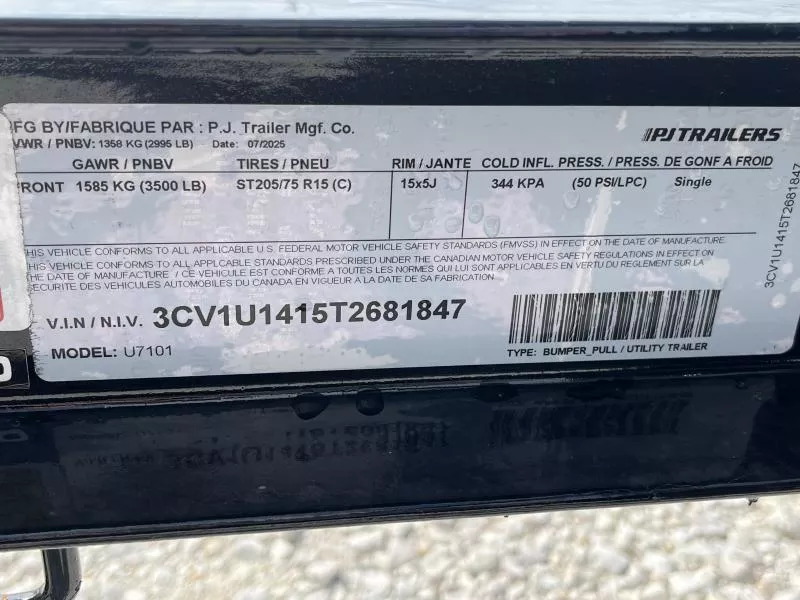 FG BY/FABRIQUE PAR : P.J. Trailer Mfg. Co.
VWR / PNBV: 1358 KG (2995 LB) Date: 07/2025
PJTRAILERS
GAWR / PNBV TIRES / PNEU RIM / JANTE COLD INFL. PRESS. / PRESS. DE GONF A FROID
RONT 1585 KG (3500 LB) ST205/75 R15 (C) 15x5J 344 KPA (50 PSI/LPC) Single
THIS VEHICLE CONFORMS TO ALL APPLICABLE U.S. FEDERAL MOTOR VEHICLE SAFETY STANDARDS (FMVSS) IN EFFECT ON THE DATE OF MANUFACTURE.
THIS VEHICLE CONFORMS TO ALL APPLICABLE STANDARDS PRESCRIBED UNDER THE CANADIAN MOTOR VEHICLE SAFETY REGULATIONS IN EFFECT ON
THE DATE OF MANUFACTURE / CE VEHICULE EST CONFORME A TOUTES LES NORMES QUI LUI SONT APPLICABLES EN VERTU DU REGLEMENT SUR LA
SECURITE DES VEHICULES AUTOMOBILES DU CANADA EN VIGUEUR A LA DATE DE SA FABRICATION
V.I.N / N.I.V. 3CV1U1415T2681847
MODEL: U7101
TYPE: BUMPER_PULL / UTILITY TRAILER
3CV1U1415T2681847